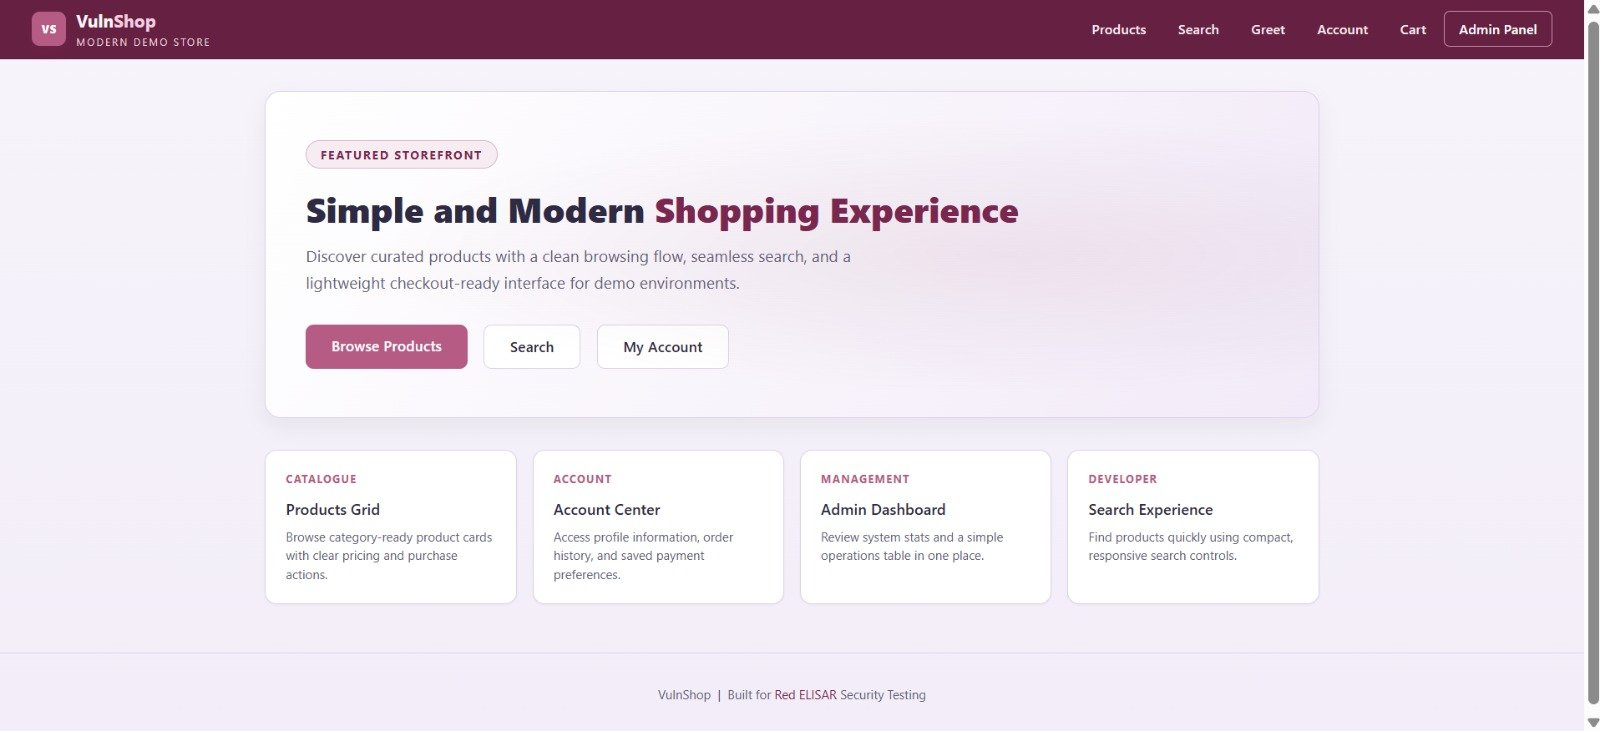 VS
VulnShop
MODERN DEMO STORE
Products
Search
Greet
Account
Cart
Admin Panel
FEATURED STOREFRONT
Simple and Modern Shopping Experience
Discover curated products with a clean browsing flow, seamless search, and a
lightweight checkout-ready interface for demo environments.
Browse Products
Search
My Account
CATALOGUE
Products Grid
Browse category-ready product cards
with clear pricing and purchase
actions.
ACCOUNT
Account Center
Access profile information, order
history, and saved payment
preferences.
MANAGEMENT
Admin Dashboard
Review system stats and a simple
operations table in one place.
DEVELOPER
Search Experience
Find products quickly using compact,
responsive search controls.
VulnShop | Built for Red ELISAR Security Testing